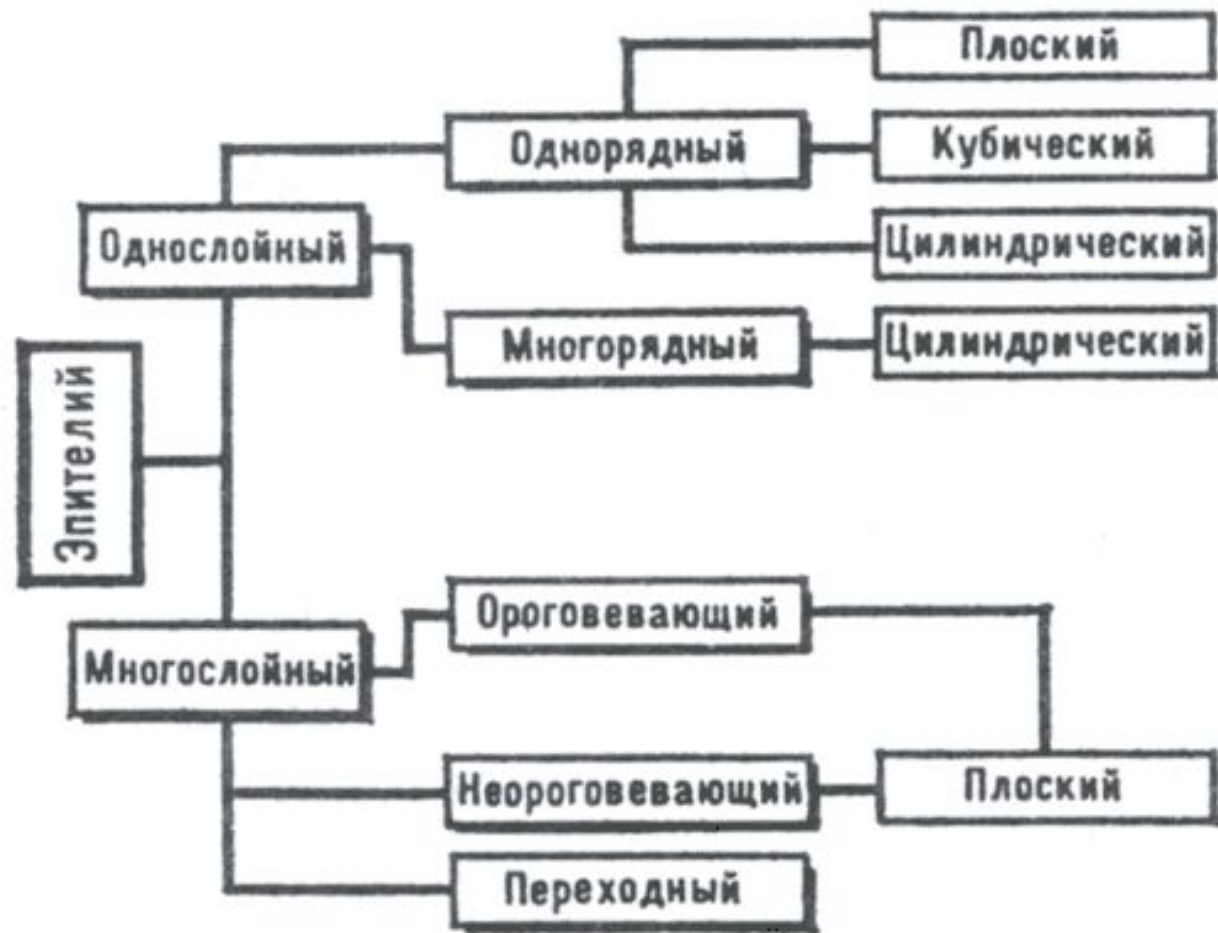 Плоский
Однорядный
Кубический
Однослойный
Цилиндрический
Многорядный
Цилиндрический
Эпителий
Ороговевающий
Многослойный
Неороговевающий
Плоский
Переходный